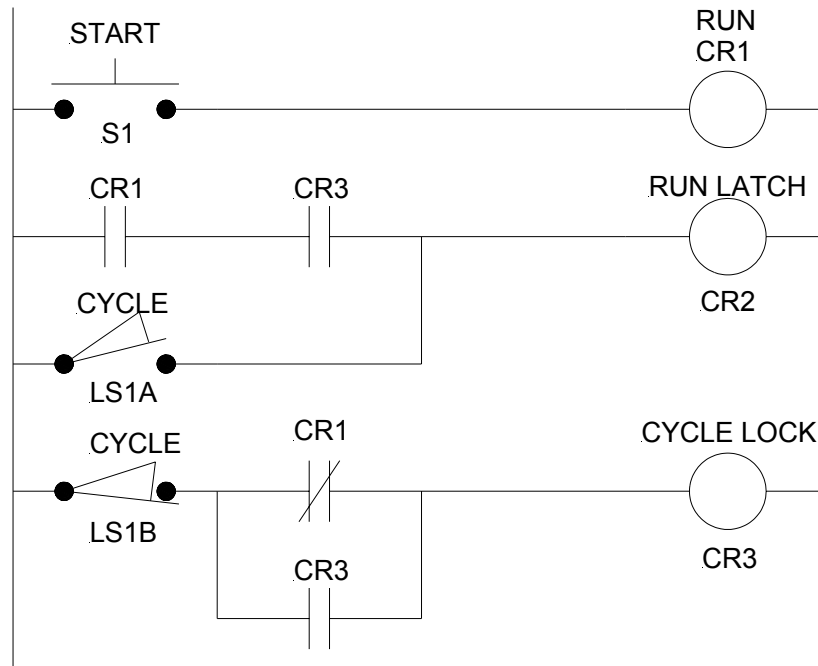 START
RUN
CR1
S1
CR1
CR3
RUN LATCH
CR2
CYCLE
LS1A
CYCLE
CR1
CYCLE LOCK
LS1B
CR3
CR3